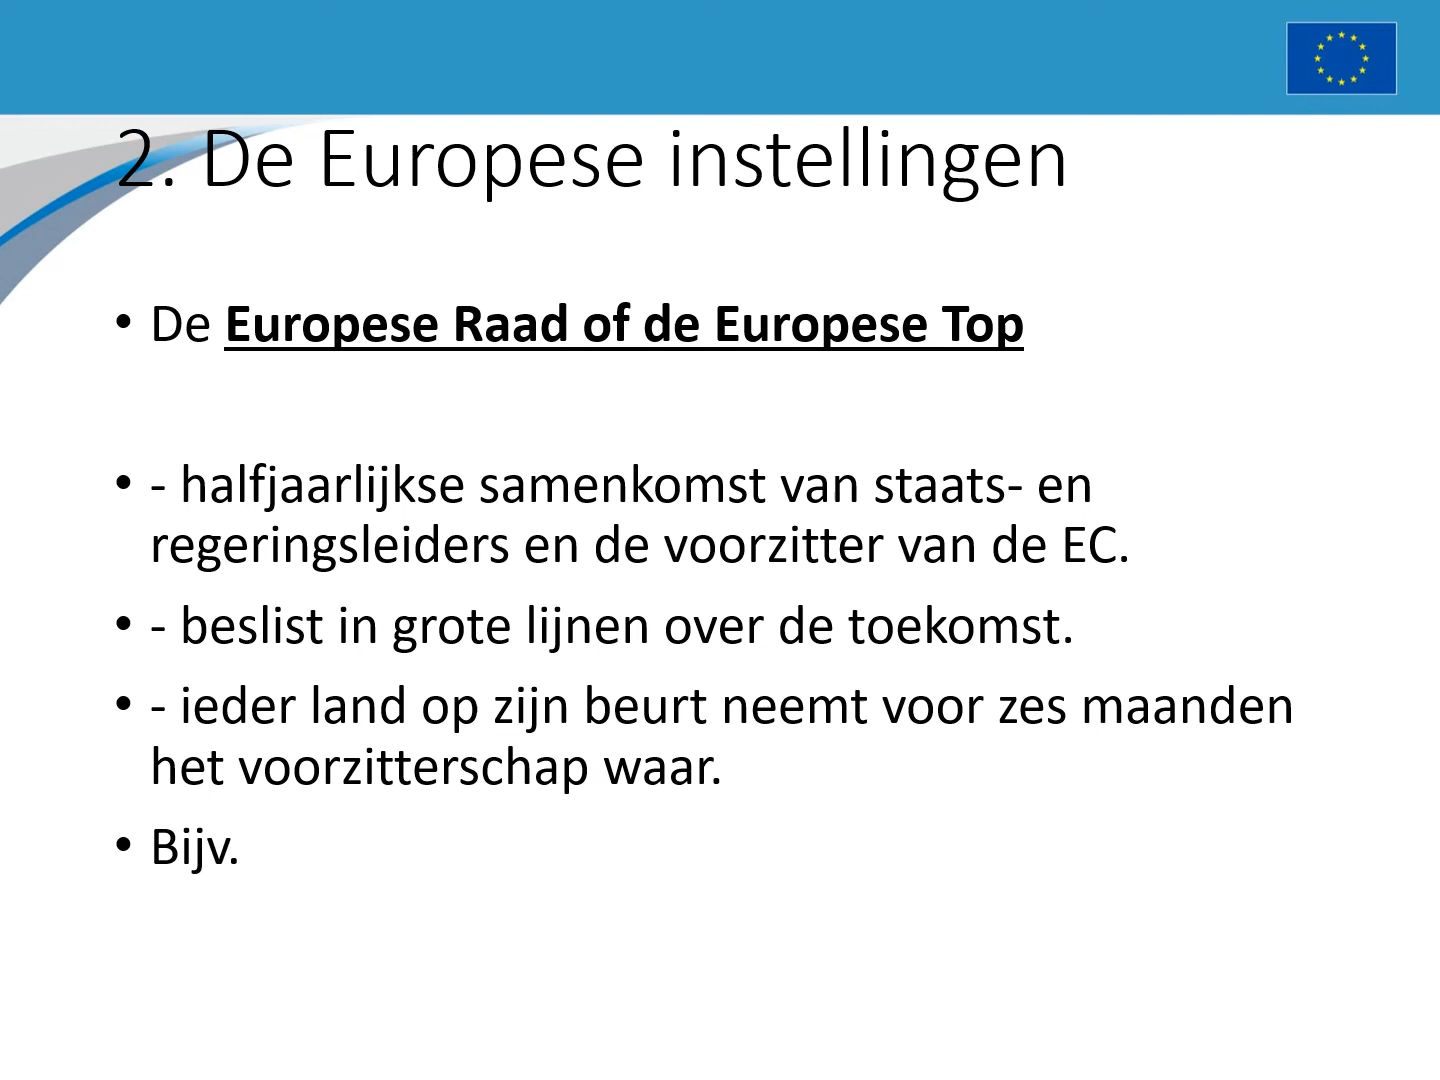 2. De Europese instellingen
• De Europese Raad of de Europese Top
• - halfjaarlijkse samenkomst van staats- en
regeringsleiders en de voorzitter van de EC.
• - beslist in grote lijnen over de toekomst.
• - ieder land op zijn beurt neemt voor zes maanden
het voorzitterschap waar.
• Bijv.